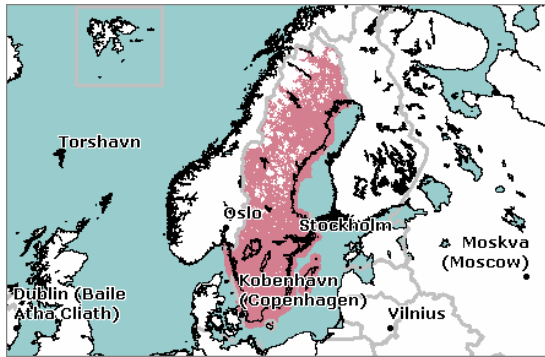 Torshavn
Oslo
Stockholm
Moskva
(Moscow)
Kobenhavn
(Copenhagen)
Dublin (Baile
Atha Cliath)
Vilnius